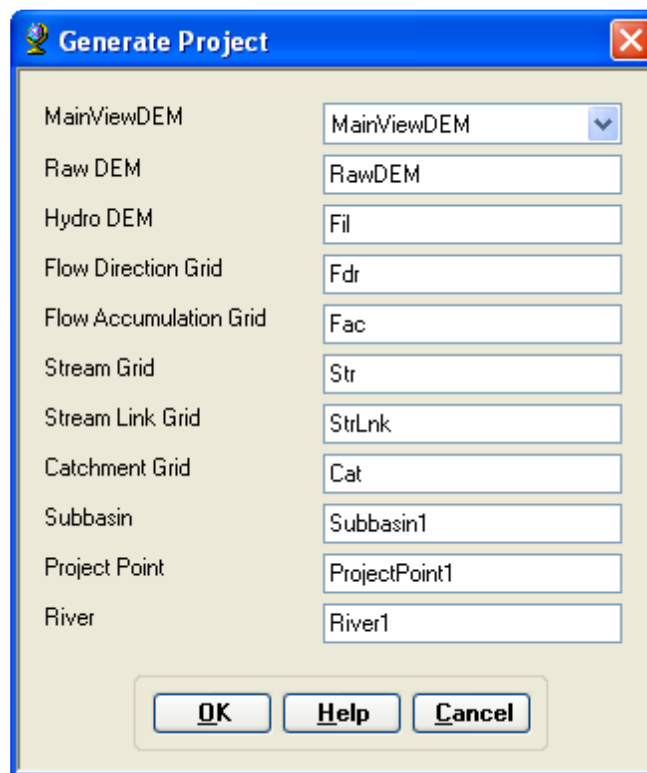 Generate Project
MainViewDEM MainViewDEM
Raw DEM RawDEM
Hydro DEM Fil
Flow Direction Grid Fdr
Flow Accumulation Grid Fac
Stream Grid Str
Stream Link Grid StrLnk
Catchment Grid Cat
Subbasin Subbasin1
Project Point ProjectPoint1
River River1
OK Help Cancel